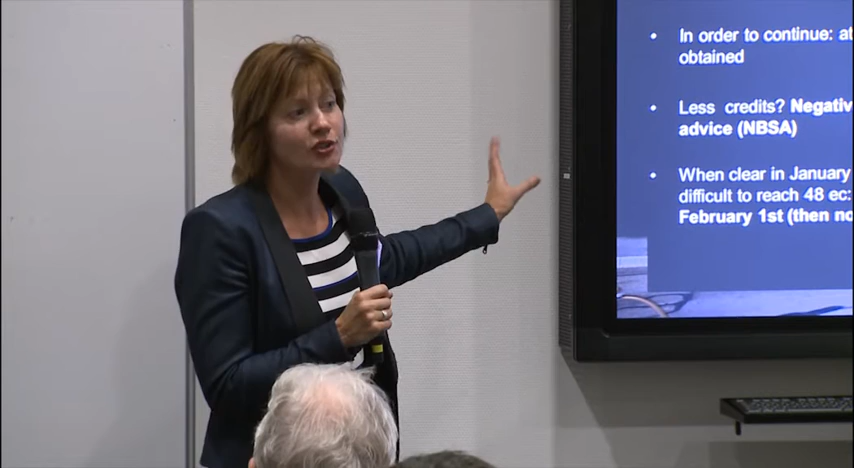 In order to continue: at
obtained
Less credits? Negativ
advice (NBSA)
When clear in January
difficult to reach 48 ec:
February 1st (then no